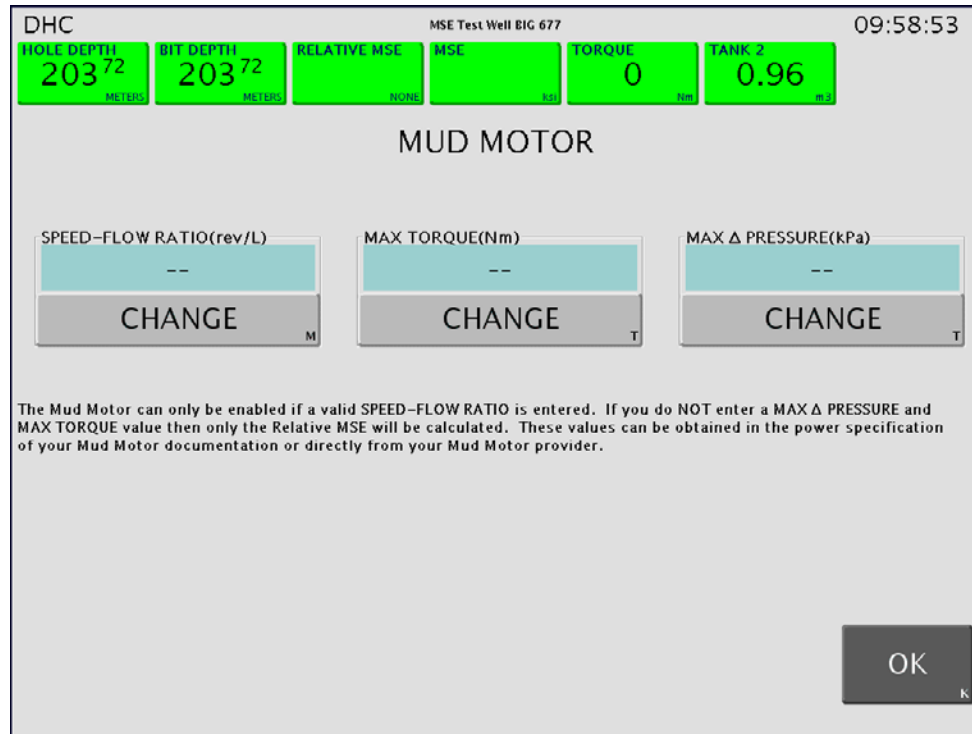 DHC MSE Test Well BIG 677 09:58:53
HOLE DEPTH BIT DEPTH RELATIVE MSE MSE TORQUE TANK 2
203 72 203 72 0 0.96
METERS METERS NONE ksi Nm m3
MUD MOTOR
SPEED-FLOW RATIO(rev/L) MAX TORQUE(Nm) MAX Δ PRESSURE(kPa)
-- -- --
CHANGE M CHANGE T CHANGE T
The Mud Motor can only be enabled if a valid SPEED-FLOW RATIO is entered. If you do NOT enter a MAX Δ PRESSURE and
MAX TORQUE value then only the Relative MSE will be calculated. These values can be obtained in the power specification
of your Mud Motor documentation or directly from your Mud Motor provider.
OK K